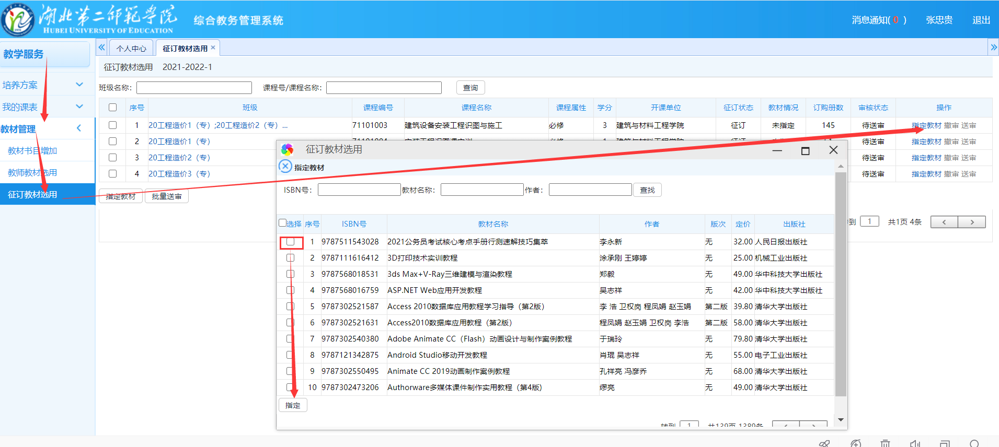 湖北第二师范学院
HUBEI UNIVERSITY OF EDUCATION
综合教务管理系统
消息通知( 0 ) 张忠贵 退出
教学服务
培养方案
我的课表
教材管理
教材书目增加
教师教材选用
征订教材选用
个人中心 征订教材选用
征订教材选用 2021-2022-1
班级名称: 课程号/课程名称: 查询
序号 班级 课程编号 课程名称 课程属性 学分 开课单位 征订状态 教材情况 订购册数 审核状态 操作
1 20工程造价1（专）;20工程造价2（专）... 71101003 建筑设备安装工程识图与施工 必修 3 建筑与材料工程学院 征订 未指定 145 待送审 指定教材 撤审 送审
2 20工程造价1（专） 待送审 指定教材 撤审 送审
3 20工程造价2（专） 待送审 指定教材 撤审 送审
4 20工程造价3（专） 待送审 指定教材 撤审 送审
指定教材 批量送审
到 1 共1页 4条
征订教材选用
指定教材
ISBN号: 教材名称: 作者: 查找
选择 序号 ISBN号 教材名称 作者 版次 定价 出版社
1 9787511543028 2021公务员考试核心考点手册行测速解技巧集萃 李永新 无 32.00 人民日报出版社
2 9787111616412 3D打印技术实训教程 涂承刚 王婷婷 无 25.00 机械工业出版社
3 9787568018531 3ds Max+V-Ray三维建模与渲染教程 郑毅 无 49.00 华中科技大学出版社
4 9787568016759 ASP.NET Web应用开发教程 吴志祥 无 42.00 华中科技大学出版社
5 9787302521587 Access 2010数据库应用教程学习指导（第2版） 李 浩 卫权岗 程凤娟 赵玉娟 第二版 39.80 清华大学出版社
6 9787302521631 Access2010数据库应用教程（第2版） 程凤娟 赵玉娟 卫权岗 李浩 第二版 58.00 清华大学出版社
7 9787302540380 Adobe Animate CC（Flash）动画设计与制作案例教程 于瑞玲 无 79.80 清华大学出版社
8 9787121342875 Android Studio移动开发教程 肖琨 吴志祥 无 55.00 电子工业出版社
9 9787302550495 Animate CC 2019动画制作案例教程 孔祥亮 冯彦乔 无 68.00 清华大学出版社
10 9787302473206 Authorware多媒体课件制作实用教程（第4版） 缪亮 无 49.00 清华大学出版社
指定
转到 1 共139页 1389条